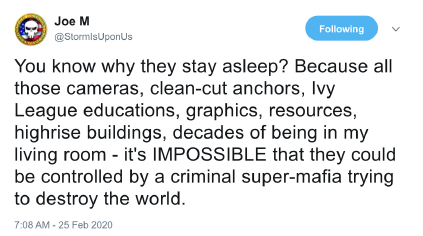 Joe M
@StormIsUponUs
Following
You know why they stay asleep? Because all
those cameras, clean-cut anchors, Ivy
League educations, graphics, resources,
highrise buildings, decades of being in my
living room - it's IMPOSSIBLE that they could
be controlled by a criminal super-mafia trying
to destroy the world.
7:08 AM - 25 Feb 2020